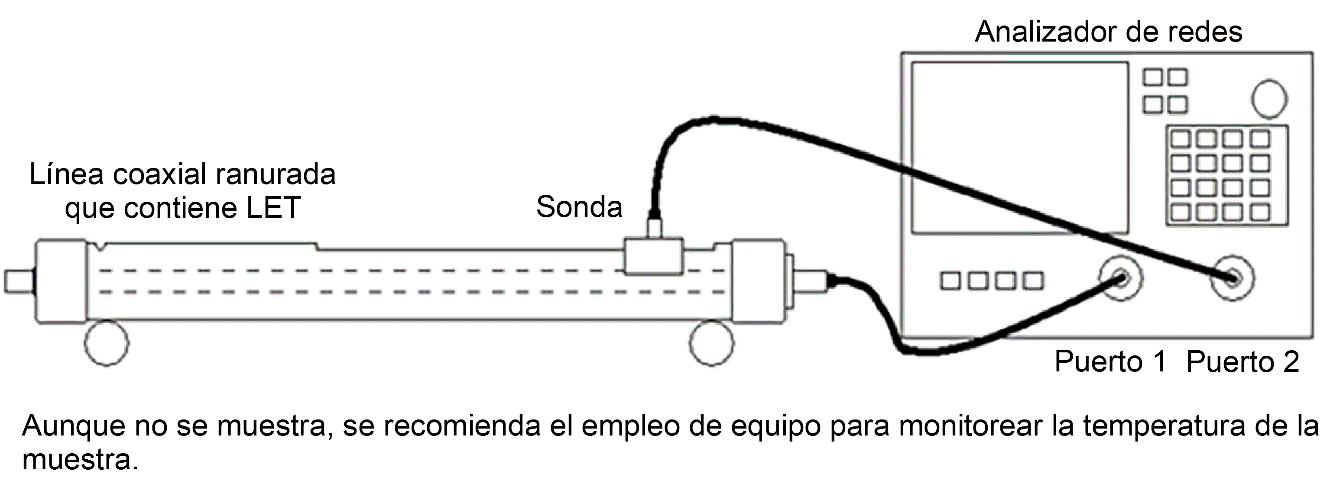 Analizador de redes
Línea coaxial ranurada
que contiene LET
Sonda
Puerto 1 Puerto 2
Aunque no se muestra, se recomienda el empleo de equipo para monitorear la temperatura de la
muestra.